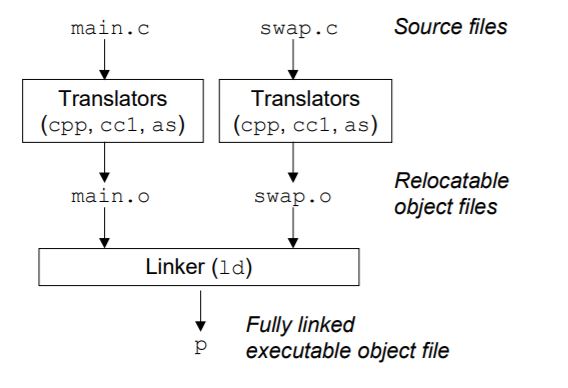 main.c swap.c Source files
Translators Translators
(cpp, cc1, as) (cpp, cc1, as)
main.o swap.o Relocatable
object files
Linker (ld)
p Fully linked
executable object file